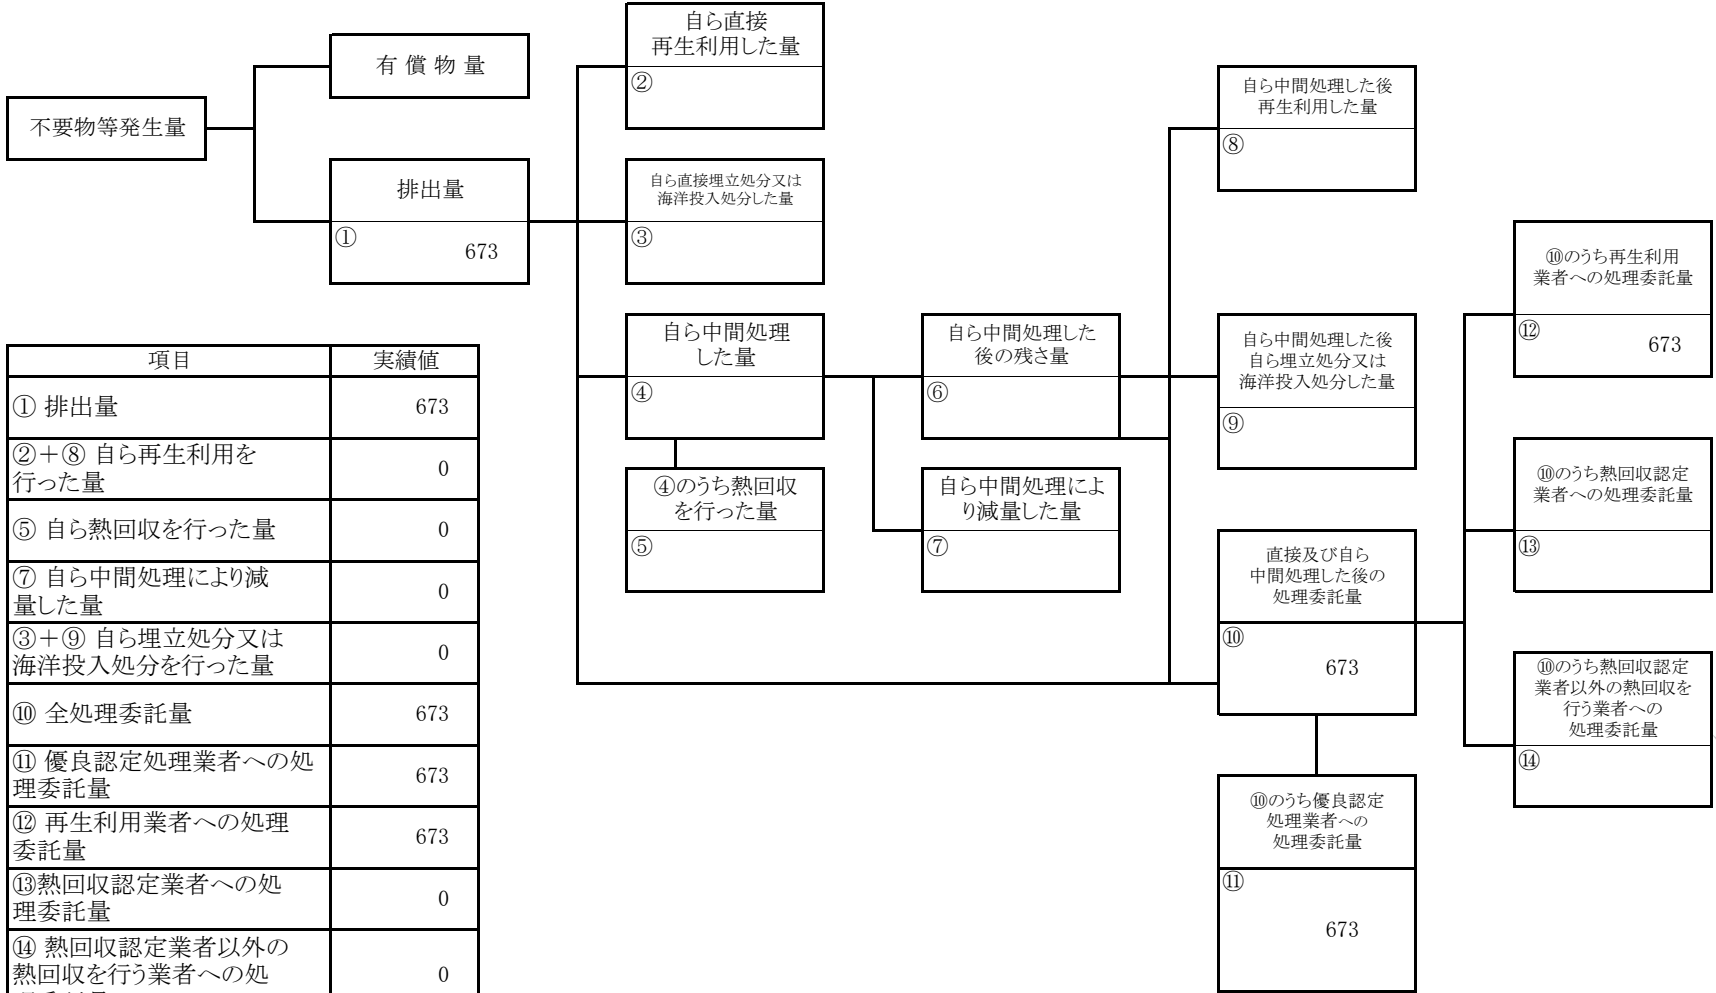 不要物等発生量
有償物量
排出量
①
673
自ら直接
再生利用した量
②
自ら直接埋立処分又は
海洋投入処分した量
③
自ら中間処理
した量
④
④のうち熱回収
を行った量
⑤
自ら中間処理した
後の残さ量
⑥
自ら中間処理によ
り減量した量
⑦
自ら中間処理した後
再生利用した量
⑧
自ら中間処理した後
自ら埋立処分又は
海洋投入処分した量
⑨
直接及び自ら
中間処理した後の
処理委託量
⑩
673
⑩のうち優良認定
処理業者への
処理委託量
⑪
673
⑩のうち再生利用
業者への処理委託量
⑫
673
⑩のうち熱回収認定
業者への処理委託量
⑬
⑩のうち熱回収認定
業者以外の熱回収を
行う業者への
処理委託量
⑭
項目 実績値
① 排出量 673
②+⑧ 自ら再生利用を
行った量 0
⑤ 自ら熱回収を行った量 0
⑦ 自ら中間処理により減
量した量 0
③+⑨ 自ら埋立処分又は
海洋投入処分を行った量 0
⑩ 全処理委託量 673
⑪ 優良認定処理業者への処
理委託量 673
⑫ 再生利用業者への処理
委託量 673
⑬熱回収認定業者への処
理委託量 0
⑭ 熱回収認定業者以外の
熱回収を行う業者への処 0